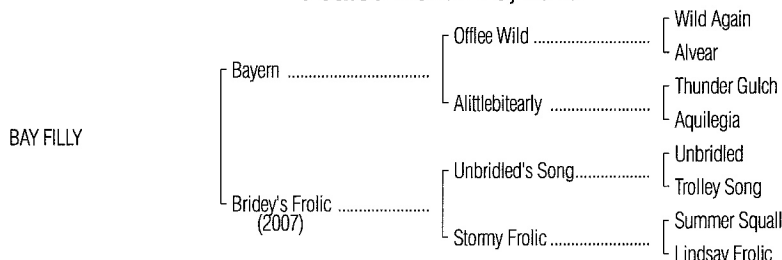 Wild Again
Offlee Wild ........................
Alvear
Bayern .............................
Thunder Gulch
Alittlebitearly .....................
Aquilegia
BAY FILLY
Unbridled
Unbridled's Song................
Trolley Song
Bridey's Frolic .....................
(2007)
Summer Squall
Stormy Frolic .....................
Lindsay Frolic